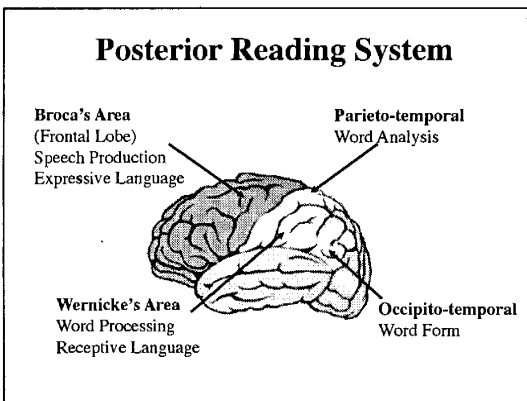 Posterior Reading System
Broca's Area
(Frontal Lobe)
Speech Production
Expressive Language
Parieto-temporal
Word Analysis
Wernicke's Area
Word Processing
Receptive Language
Occipito-temporal
Word Form